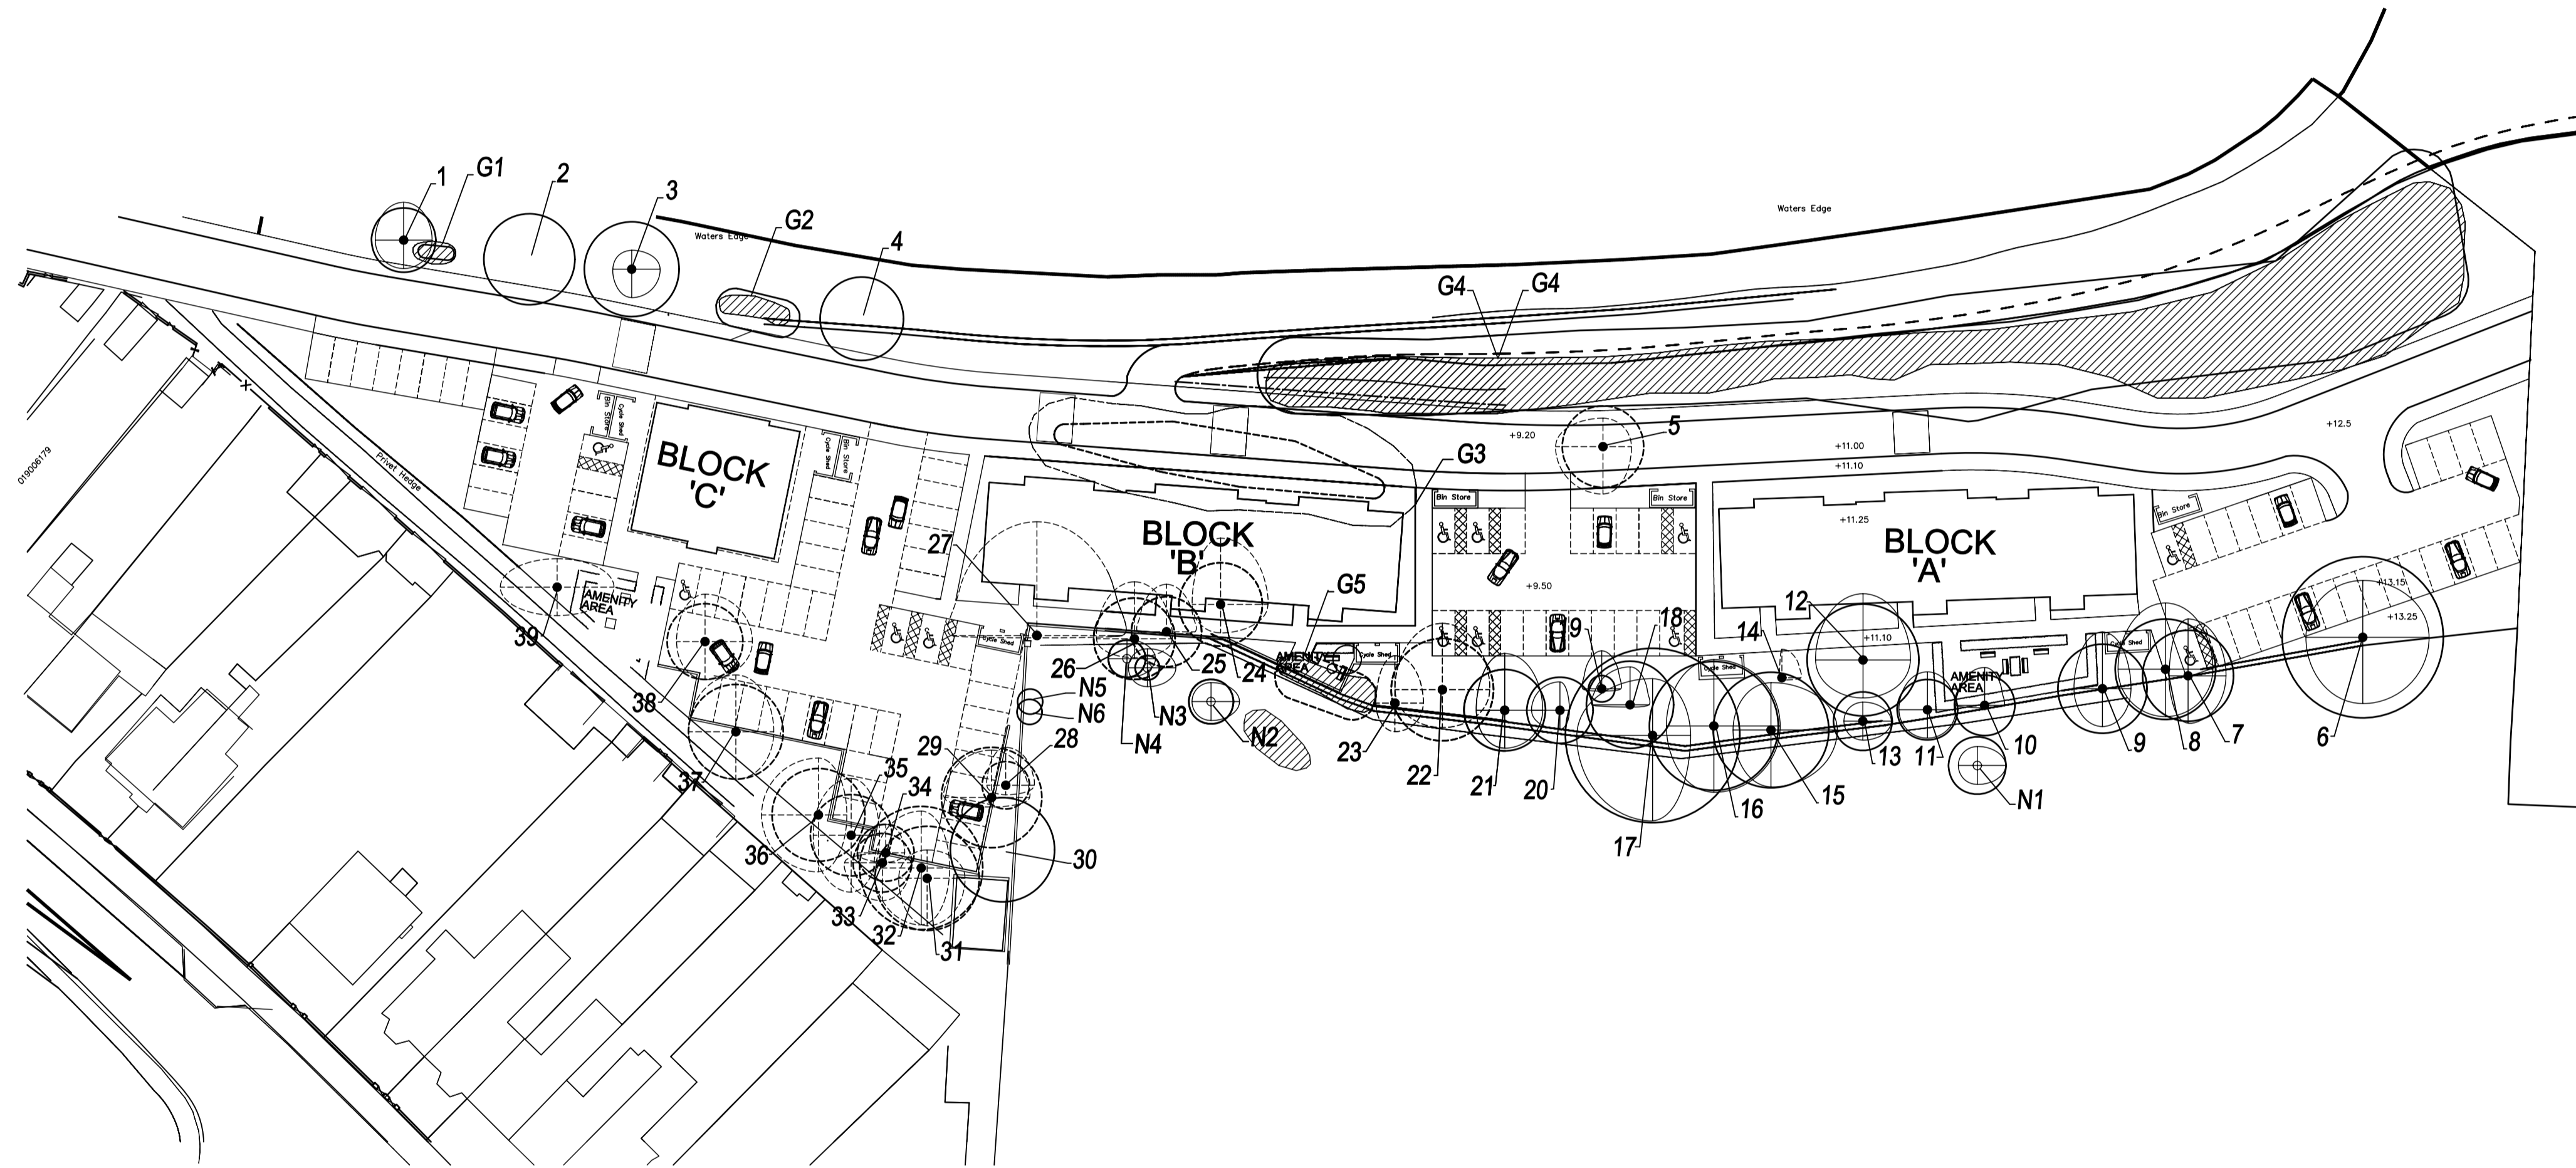 Waters Edge
1
G1
2
3
G2
Waters Edge
4
G4
G4
5
G3
+9.20
+11.00
+11.10
+12.5
Privet Hedge
019006179
Bin Store
Cycle Shed
BLOCK
'C'
Cycle Shed
Bin Store
Bin Store
Bin Store
Bin Store
BLOCK
'B'
+11.25
BLOCK
'A'
27
G5
+9.50
+13.15
+13.25
AMENITY
AREA
39
Cycle Shed
26
25
24
AMENITY
AREA
Cycle Shed
9
18
14
12
+11.10
Cycle Shed
AMENITY
AREA
Cycle Shed
38
N5
N6
N3
N4
N2
23
22
21
20
17
16
15
13
11
10
N1
9
8
7
6
37
29
28
35
34
36
30
33
32
31